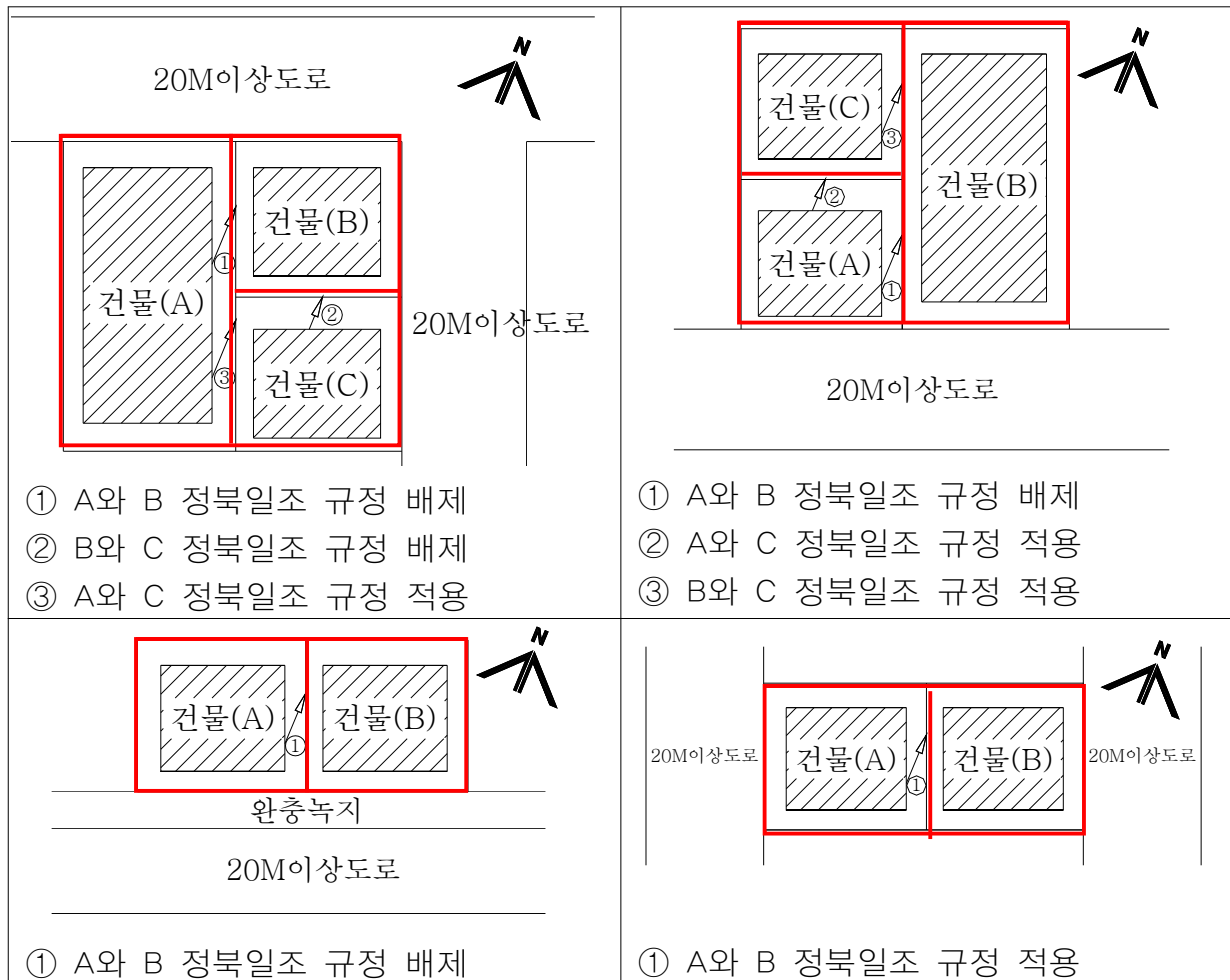 N
20M이상도로
건물(A)
건물(B)
건물(C)
①
②
③
20M이상도로
① A와 B 정북일조 규정 배제
② B와 C 정북일조 규정 배제
③ A와 C 정북일조 규정 적용
N
건물(C)
건물(B)
건물(A)
③
②
①
20M이상도로
① A와 B 정북일조 규정 배제
② A와 C 정북일조 규정 적용
③ B와 C 정북일조 규정 적용
N
건물(A)
①
건물(B)
완충녹지
20M이상도로
① A와 B 정북일조 규정 배제
N
20M이상도로
건물(A)
①
건물(B)
20M이상도로
① A와 B 정북일조 규정 적용